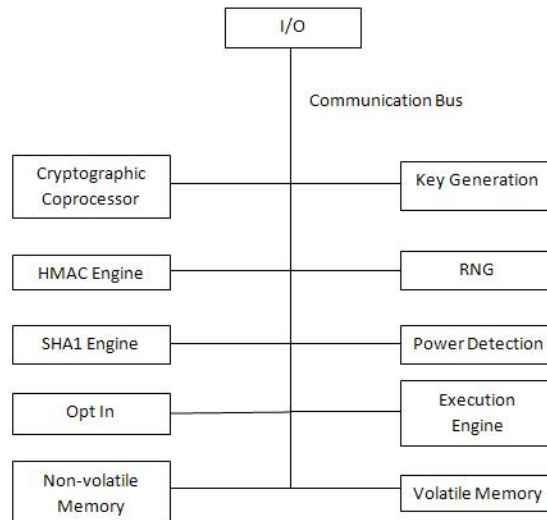 I/O
Communication Bus
Cryptographic
Coprocessor
Key Generation
HMAC Engine
RNG
SHA1 Engine
Power Detection
Opt In
Execution
Engine
Non-volatile
Memory
Volatile Memory